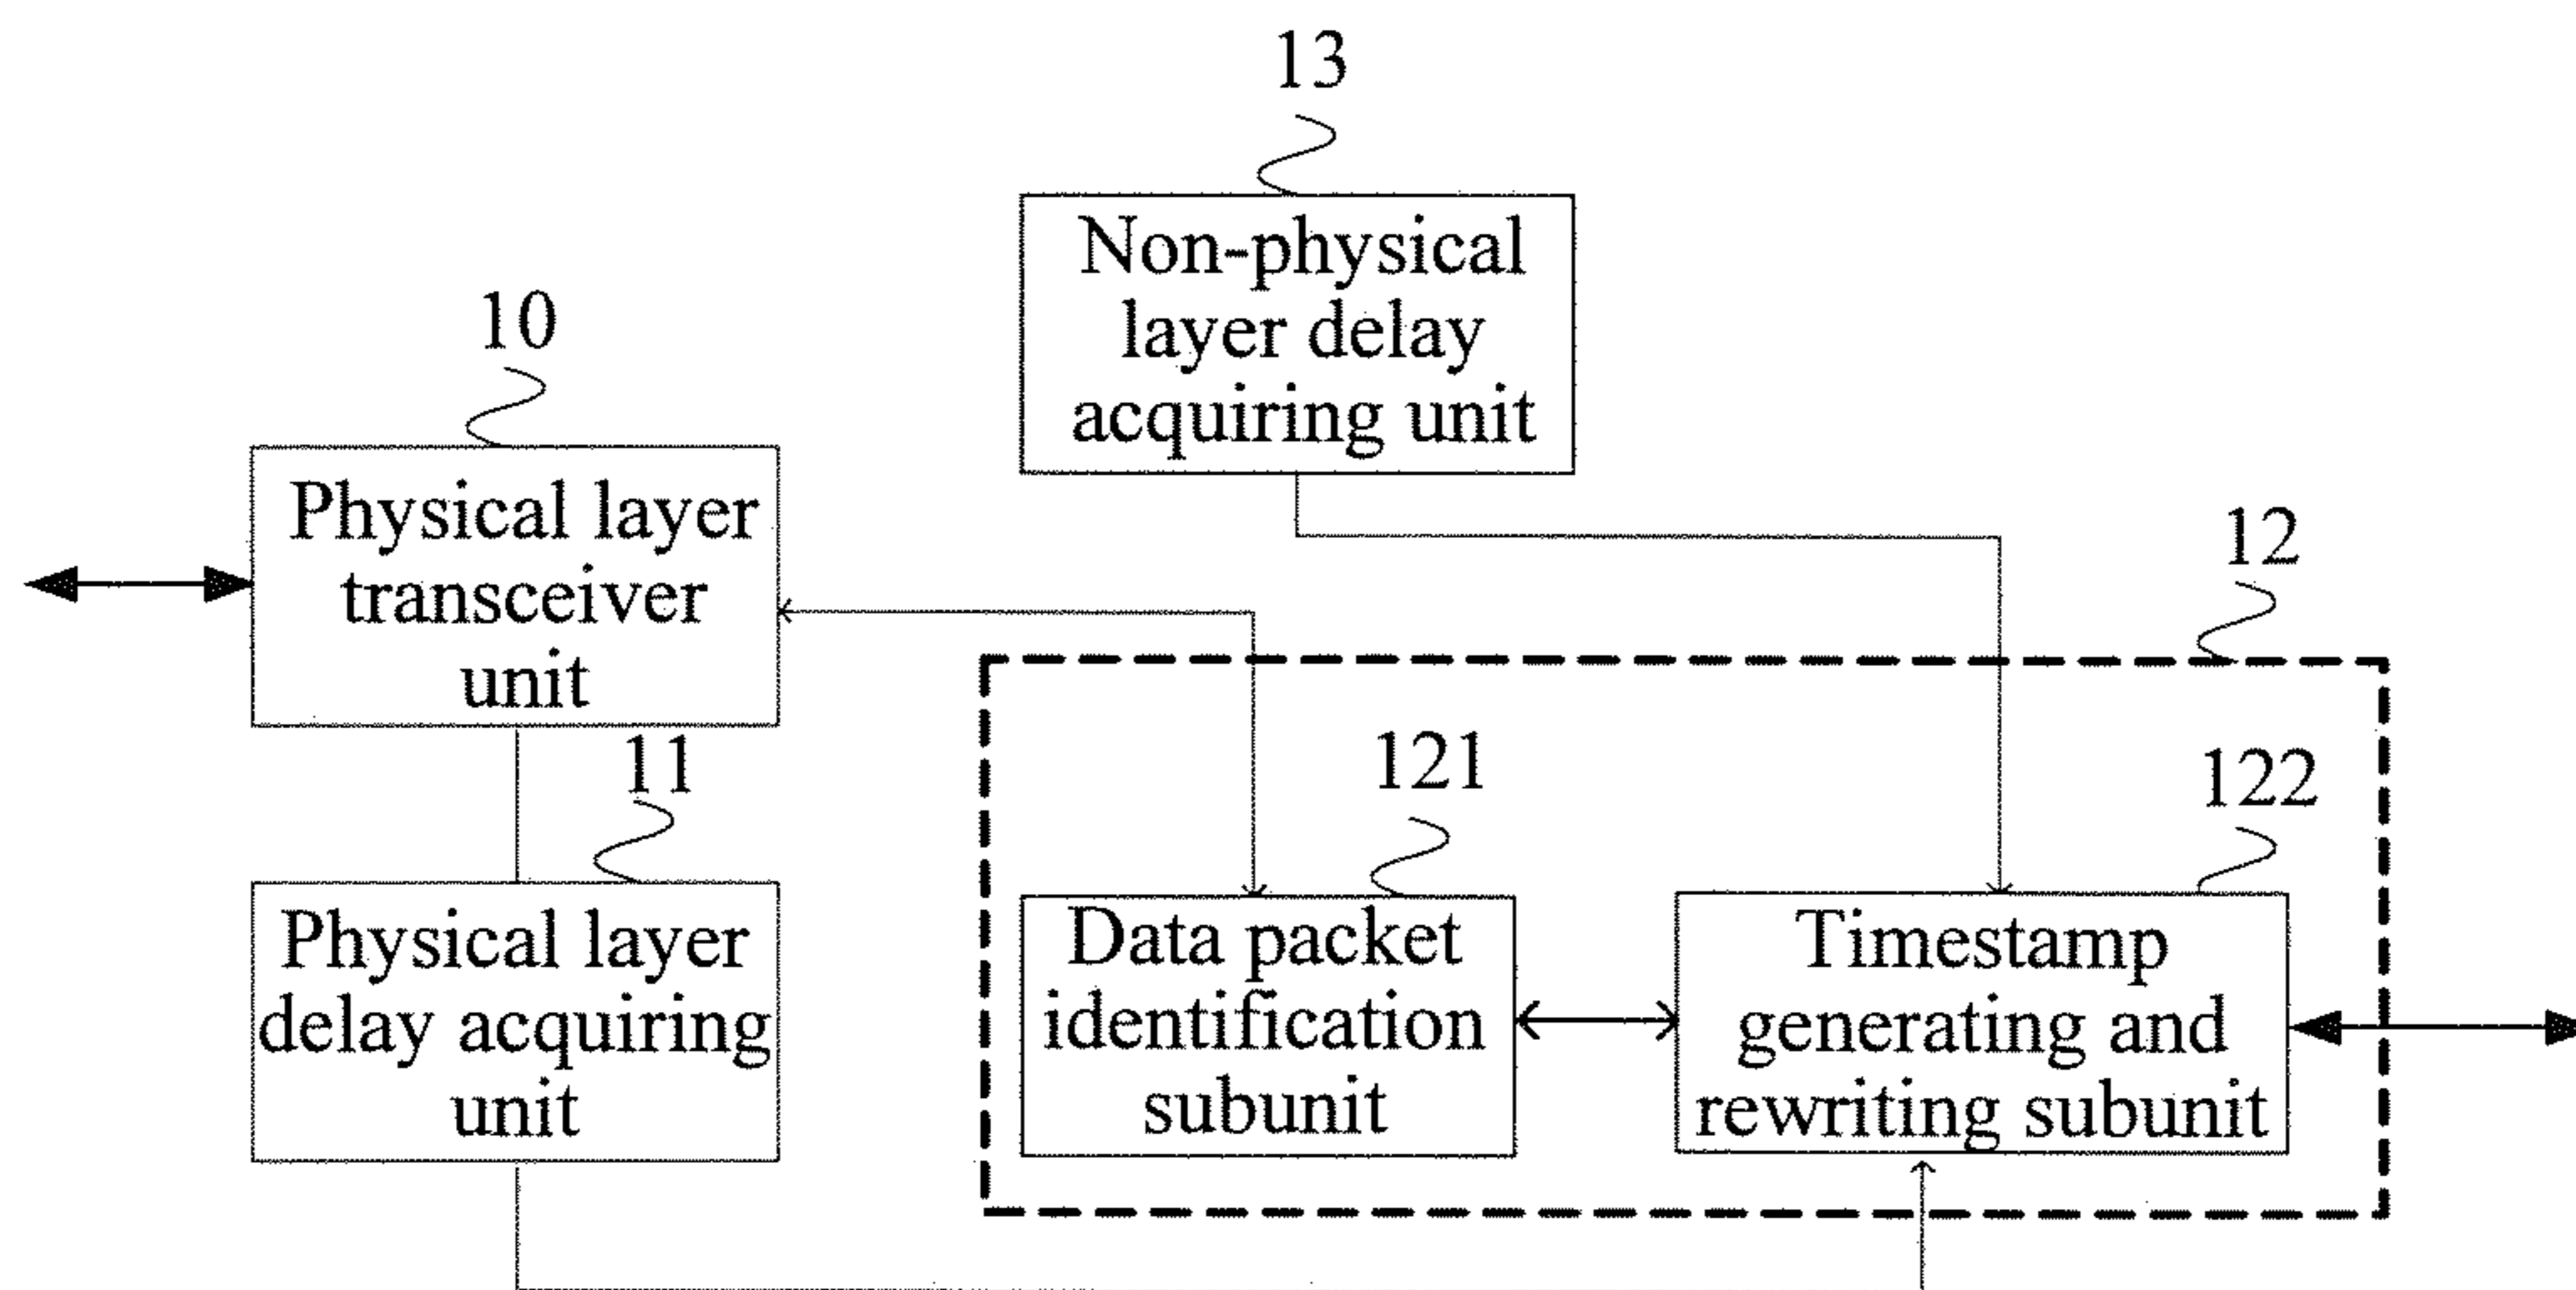 13
Non-physical
layer delay
acquiring unit
10
Physical layer
transceiver
unit
12
11
Physical layer
delay acquiring
unit
121
Data packet
identification
subunit
122
Timestamp
generating and
rewriting subunit